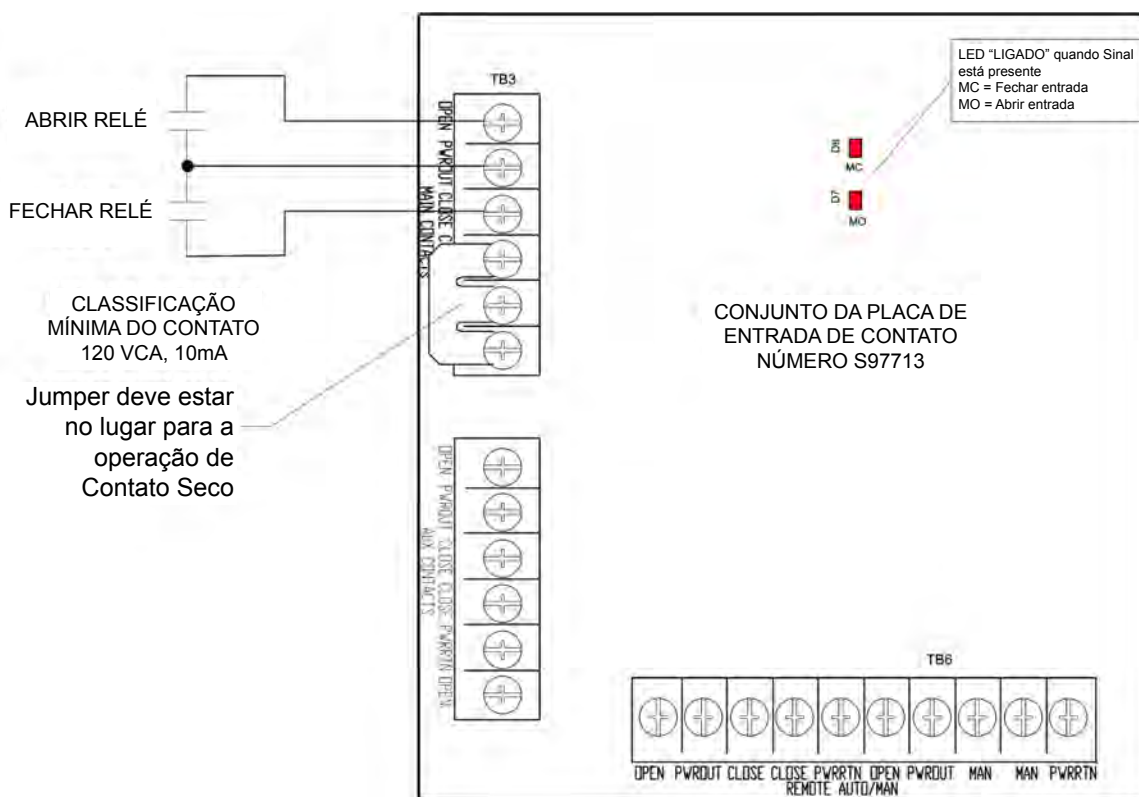 ABRIR RELÉ
FECHAR RELÉ
CLASSIFICAÇÃO
MÍNIMA DO CONTATO
120 VCA, 10mA
Jumper deve estar
no lugar para a
operação de
Contato Seco
TB3
OPEN PWROUT CLOSE CL
MAIN CONTACTS
OPEN PWROUT CLOSE CLOSE PWRRTN OPEN
AUX CONTACTS
LED “LIGADO” quando Sinal
está presente
MC = Fechar entrada
MO = Abrir entrada
D8
MC
D7
MO
CONJUNTO DA PLACA DE
ENTRADA DE CONTATO
NÚMERO S97713
TB6
OPEN PWROUT CLOSE CLOSE PWRRTN OPEN PWROUT MAN MAN PWRRTN
REMOTE AUTO/MAN